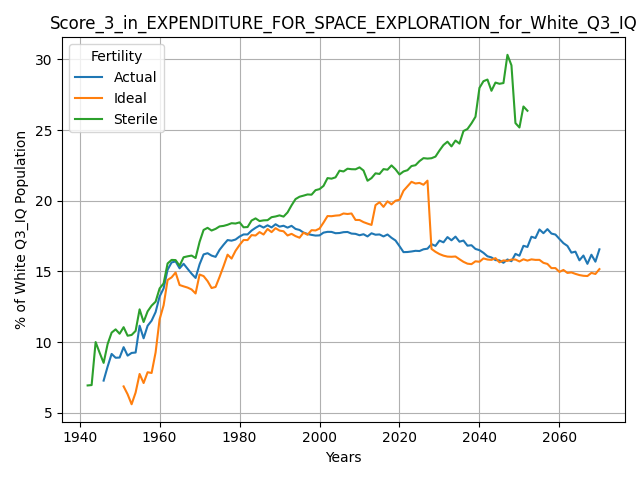 Score_3_in_EXPENDITURE_FOR_SPACE_EXPLORATION_for_White_Q3_IQ
Fertility
Actual
Ideal
Sterile
% of White Q3_IQ Population
30
25
20
15
10
5
1940 1960 1980 2000 2020 2040 2060
Years